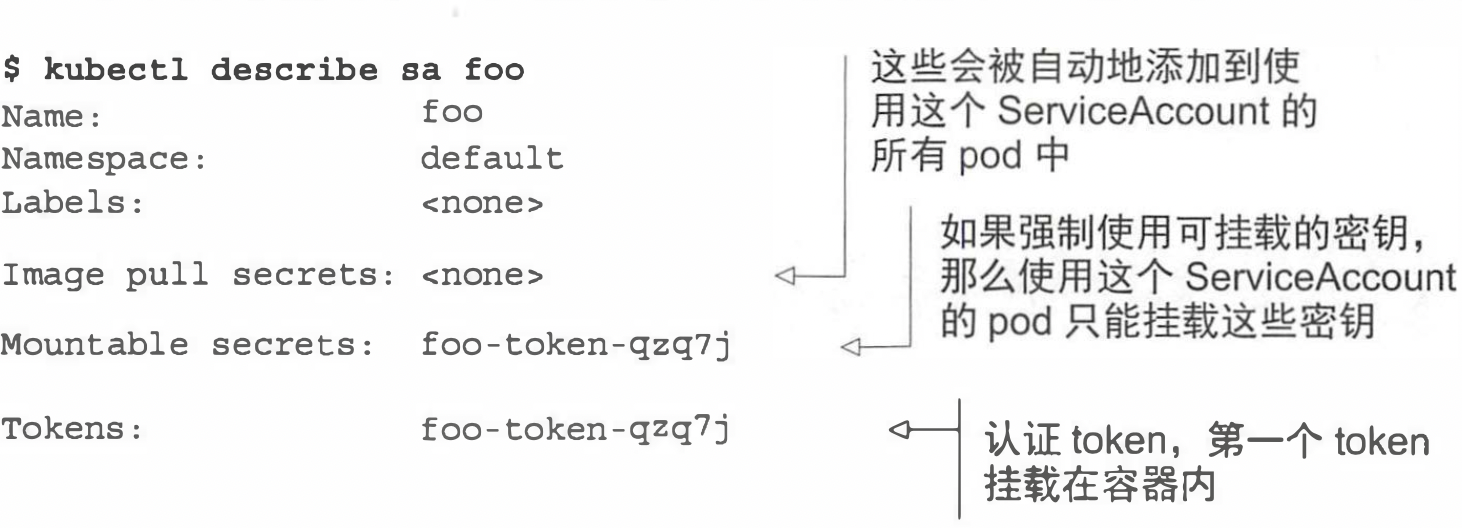 $ kubectl describe sa foo
Name: foo
Namespace: default
Labels: <none>
Image pull secrets: <none>
Mountable secrets: foo-token-qzq7j
Tokens: foo-token-qzq7j
这些会被自动地添加到使
用这个 ServiceAccount 的
所有 pod 中
如果强制使用可挂载的密钥，
那么使用这个 ServiceAccount
的 pod 只能挂载这些密钥
认证 token，第一个 token
挂载在容器内